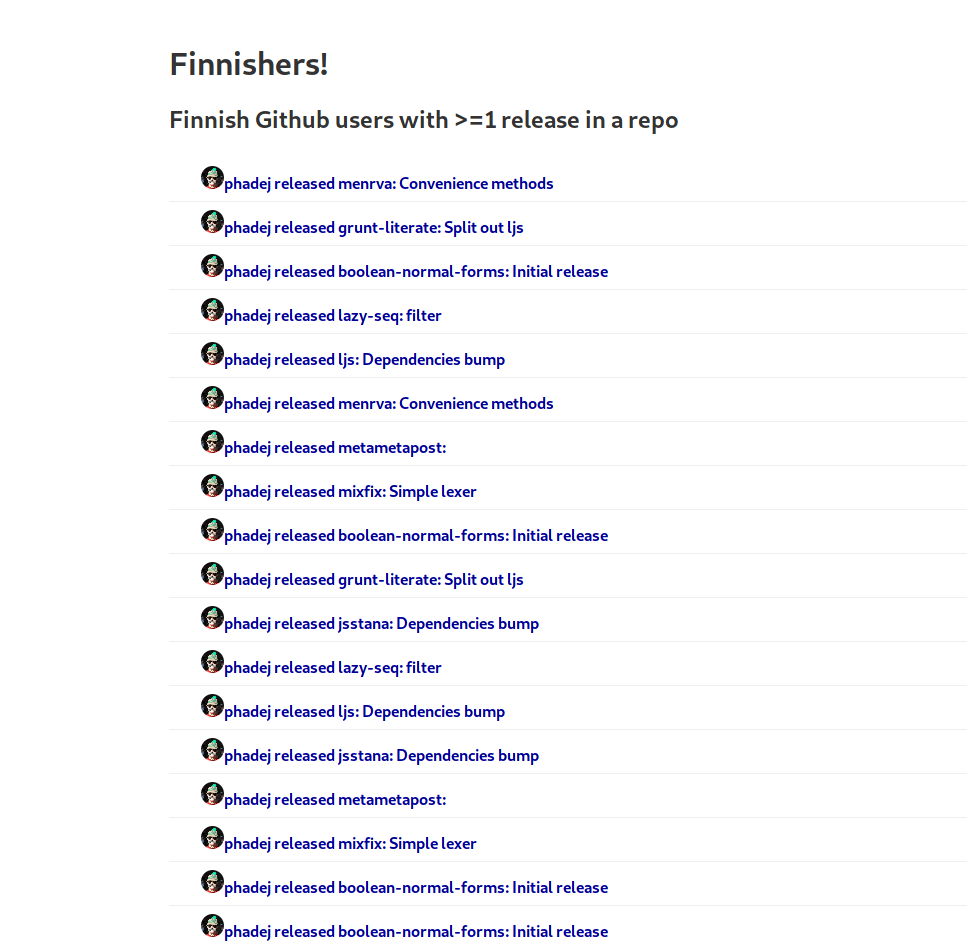 Finnishers!
Finnish Github users with >=1 release in a repo
phadej released menrva: Convenience methods
phadej released grunt-literate: Split out ljs
phadej released boolean-normal-forms: Initial release
phadej released lazy-seq: filter
phadej released ljs: Dependencies bump
phadej released menrva: Convenience methods
phadej released metametapost:
phadej released mixfix: Simple lexer
phadej released boolean-normal-forms: Initial release
phadej released grunt-literate: Split out ljs
phadej released jsstana: Dependencies bump
phadej released lazy-seq: filter
phadej released ljs: Dependencies bump
phadej released jsstana: Dependencies bump
phadej released metametapost:
phadej released mixfix: Simple lexer
phadej released boolean-normal-forms: Initial release
phadej released boolean-normal-forms: Initial release